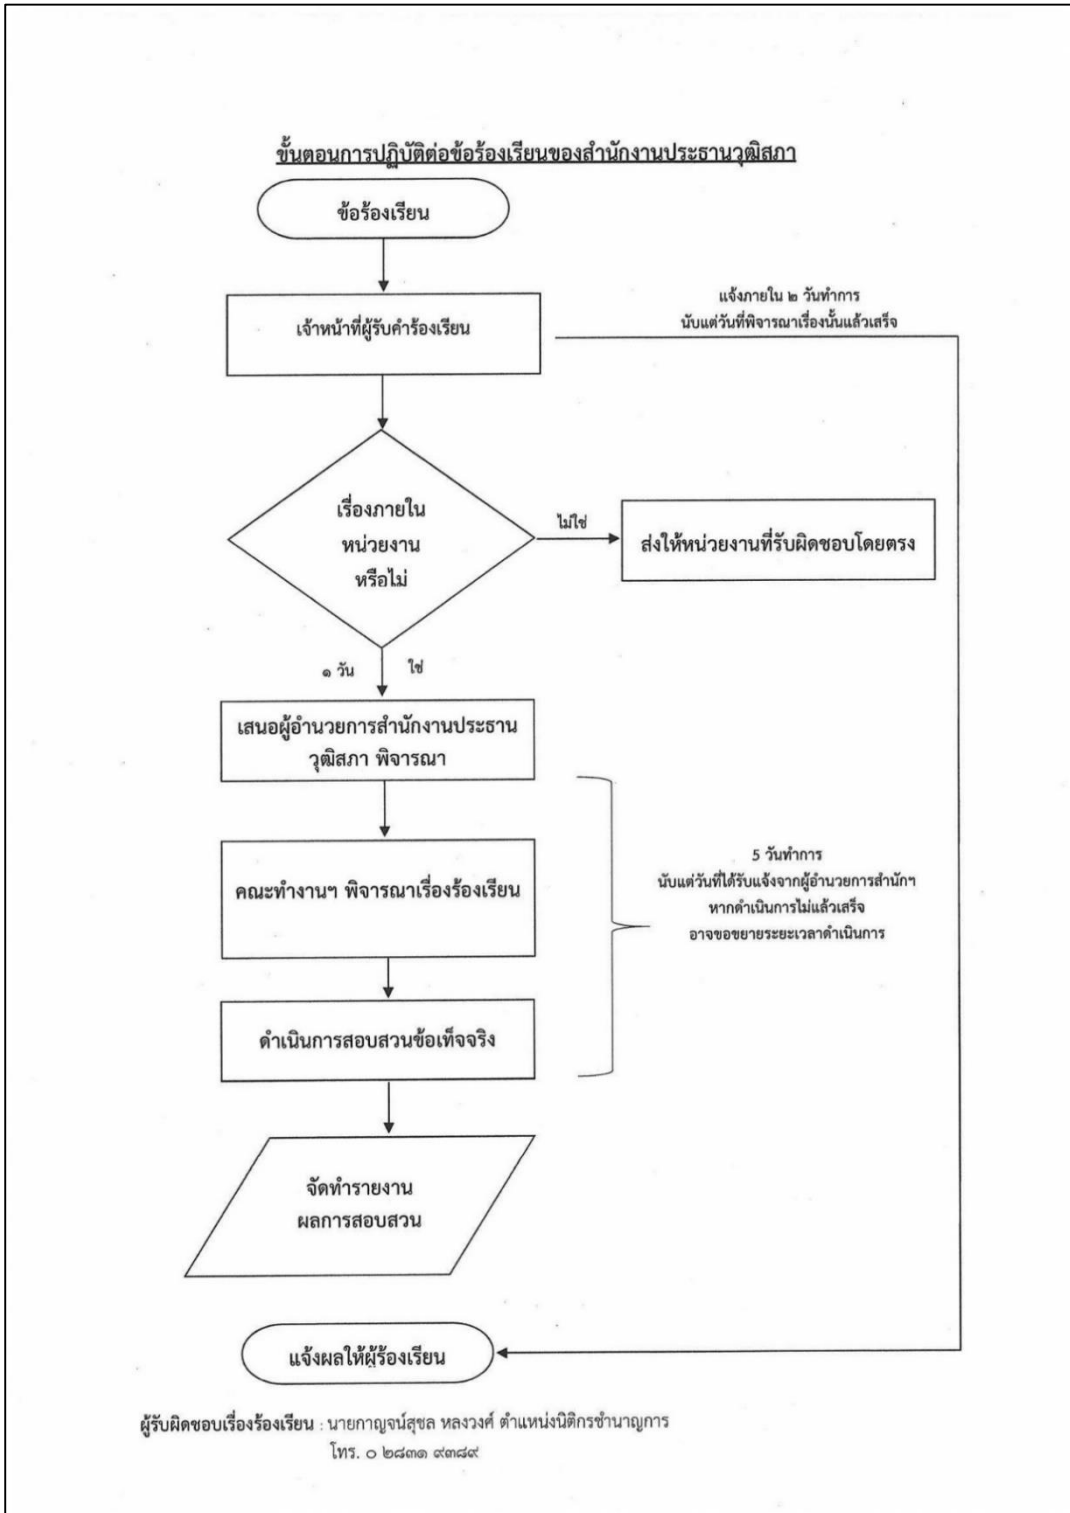 ขั้นตอนการปฏิบัติต่อข้อร้องเรียนของสำนักงานประธานวุฒิสภา
ข้อร้องเรียน
เจ้าหน้าที่ผู้รับคำร้องเรียน
แจ้งภายใน ๒ วันทำการ
นับแต่วันที่พิจารณาเรื่องนั้นแล้วเสร็จ
เรื่องภายใน
หน่วยงาน
หรือไม่
ไม่ใช่
ส่งให้หน่วยงานที่รับผิดชอบโดยตรง
๑ วัน
ใช่
เสนอผู้อำนวยการสำนักงานประธาน
วุฒิสภา พิจารณา
คณะทำงานฯ พิจารณาเรื่องร้องเรียน
5 วันทำการ
นับแต่วันที่ได้รับแจ้งจากผู้อำนวยการสำนักฯ
หากดำเนินการไม่แล้วเสร็จ
อาจขอขยายระยะเวลาดำเนินการ
ดำเนินการสอบสวนข้อเท็จจริง
จัดทำรายงาน
ผลการสอบสวน
แจ้งผลให้ผู้ร้องเรียน
ผู้รับผิดชอบเรื่องร้องเรียน : นายกาญจน์สุชล หลงวงศ์ ตำแหน่งนิติกรชำนาญการ
โทร. ๐ ๒๘๓๑ ๙๓๘๙